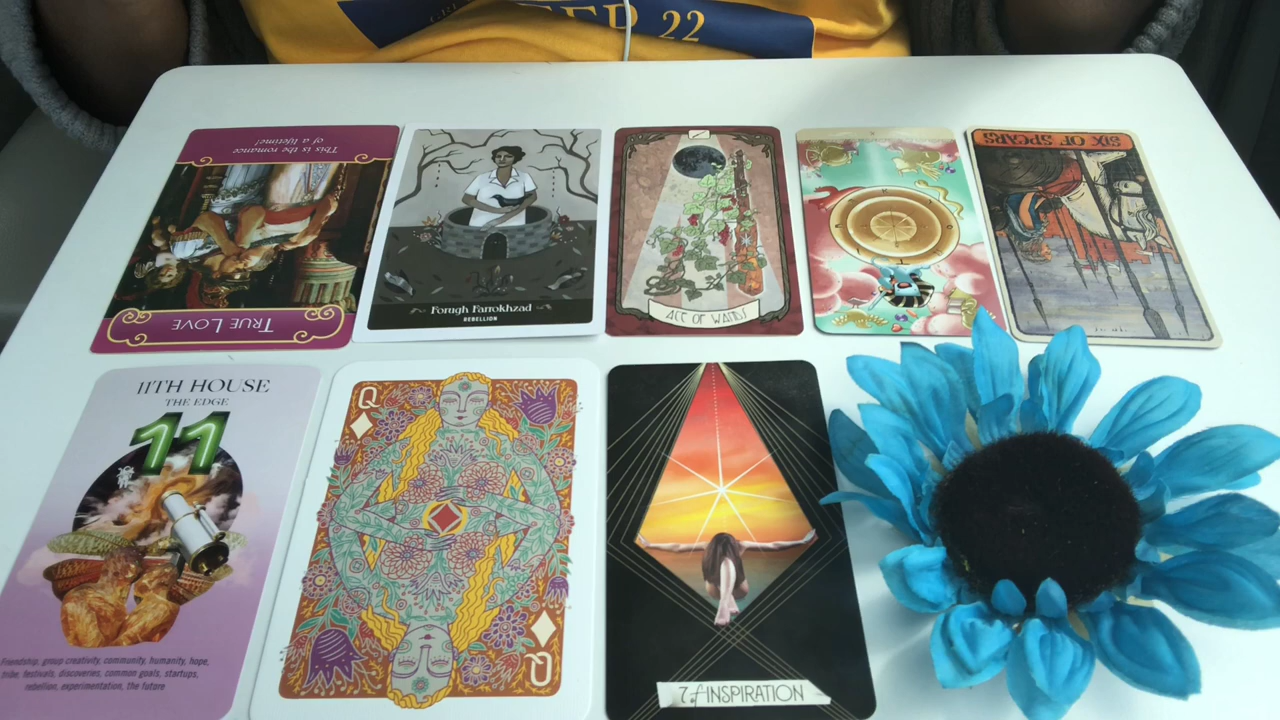 22
This is the romance
of a lifetime!
TRUE LOVE
Forugh Farrokhzad
REBELLION
ACE OF WANDS
X
SIX OF SPEARS
11TH HOUSE
THE EDGE
11
Friendship, group creativity, community, humanity, hope,
tribe, festivals, discoveries, common goals, startups,
rebellion, experimentation, the future
Q
Q
7 of INSPIRATION